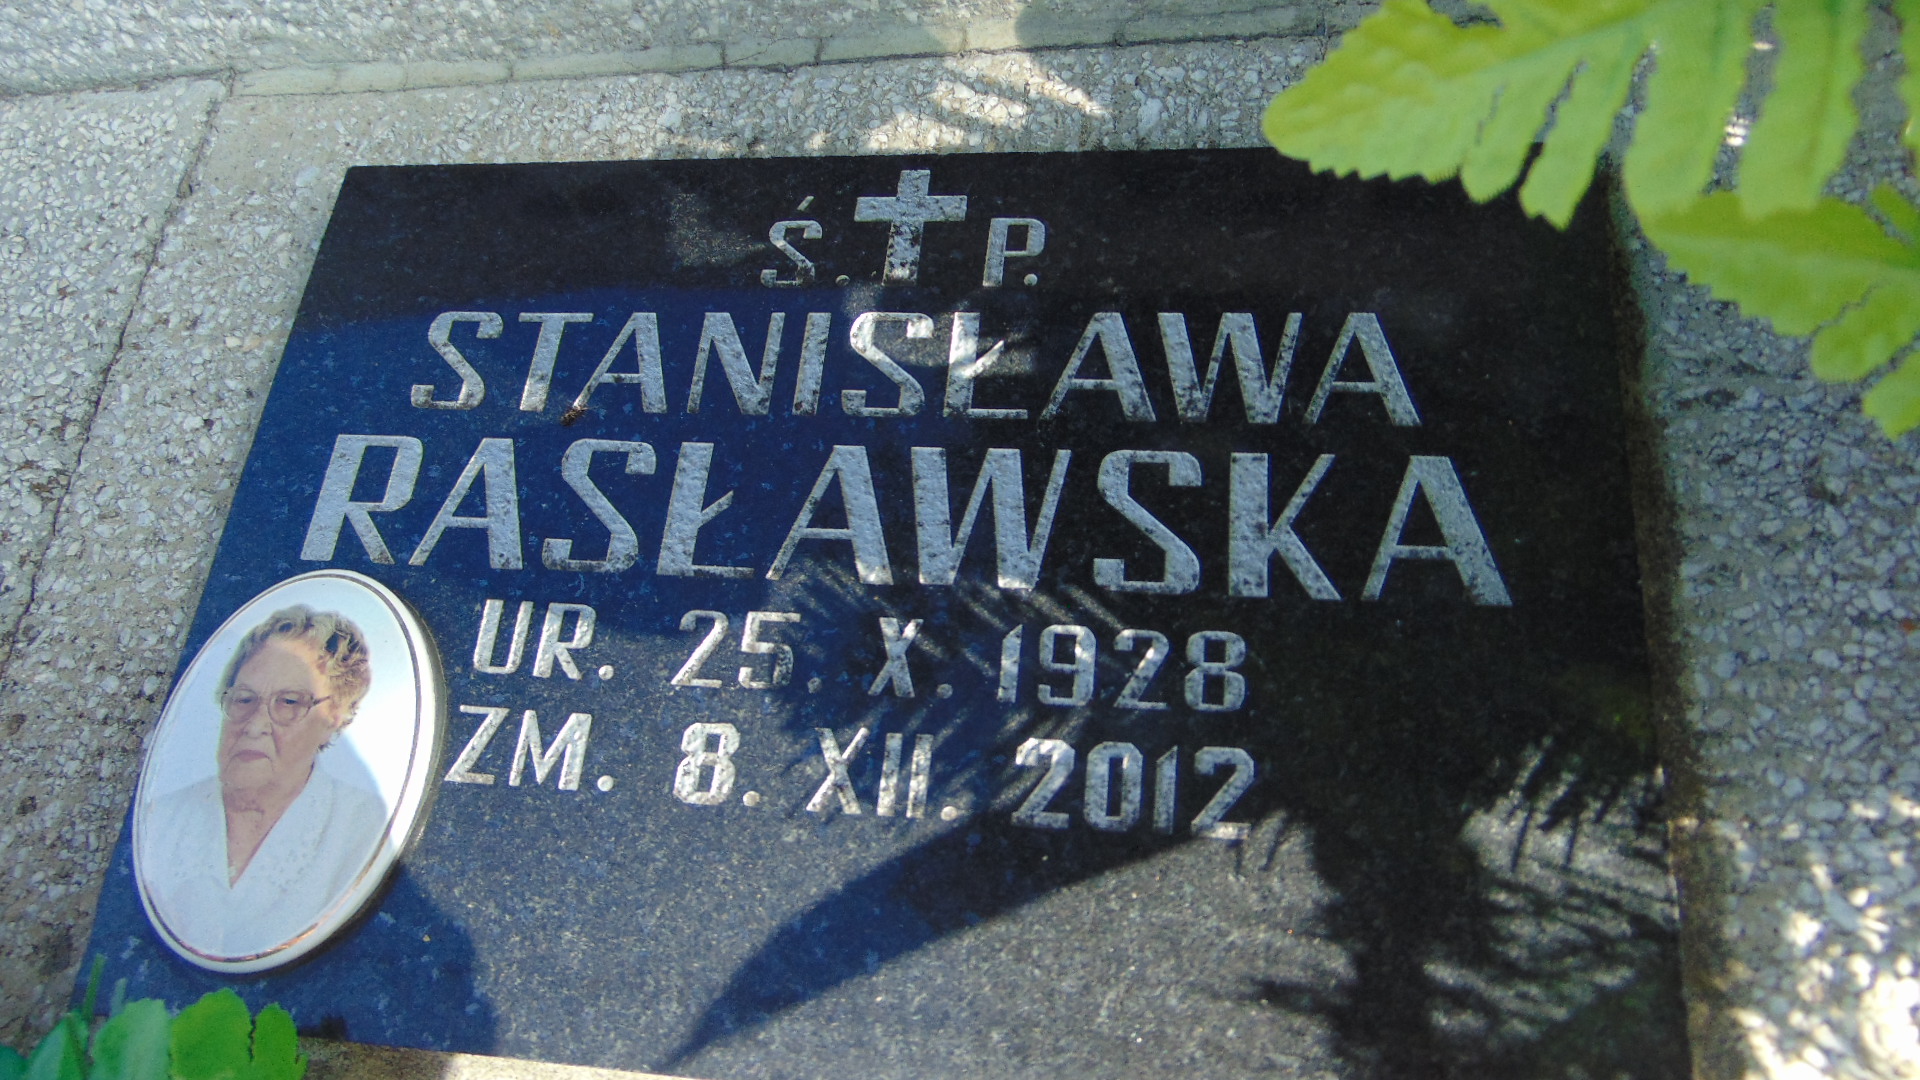 Ś. P.
STANISŁAWA
RASŁAWSKA
UR. 25. X. 1928
ZM. 8. XII. 2012